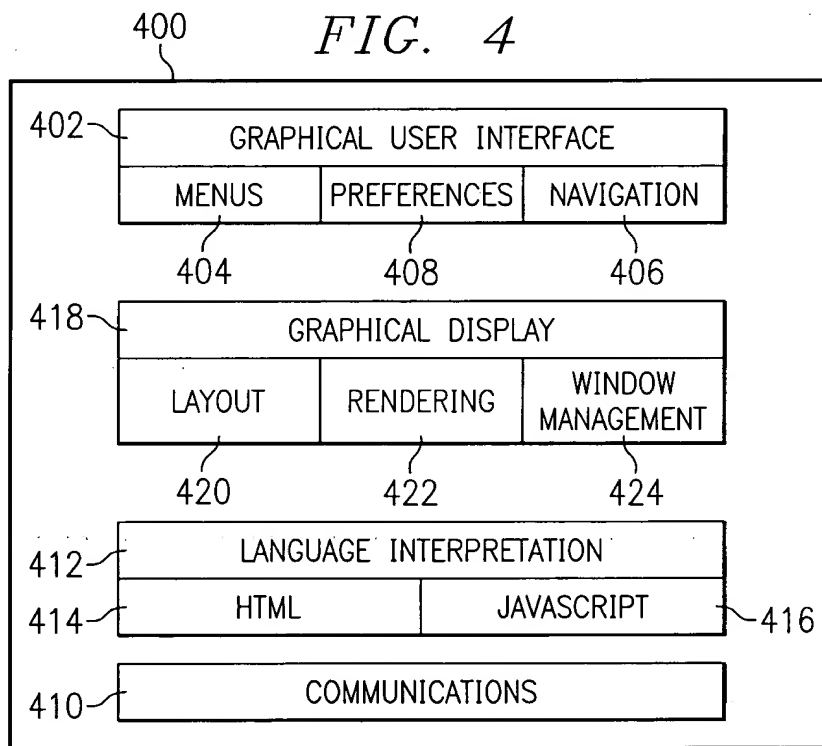 FIG. 4
400
402
GRAPHICAL USER INTERFACE
MENUS PREFERENCES NAVIGATION
404 408 406
418
GRAPHICAL DISPLAY
LAYOUT RENDERING WINDOW MANAGEMENT
420 422 424
412
LANGUAGE INTERPRETATION
414 HTML JAVASCRIPT 416
410 COMMUNICATIONS